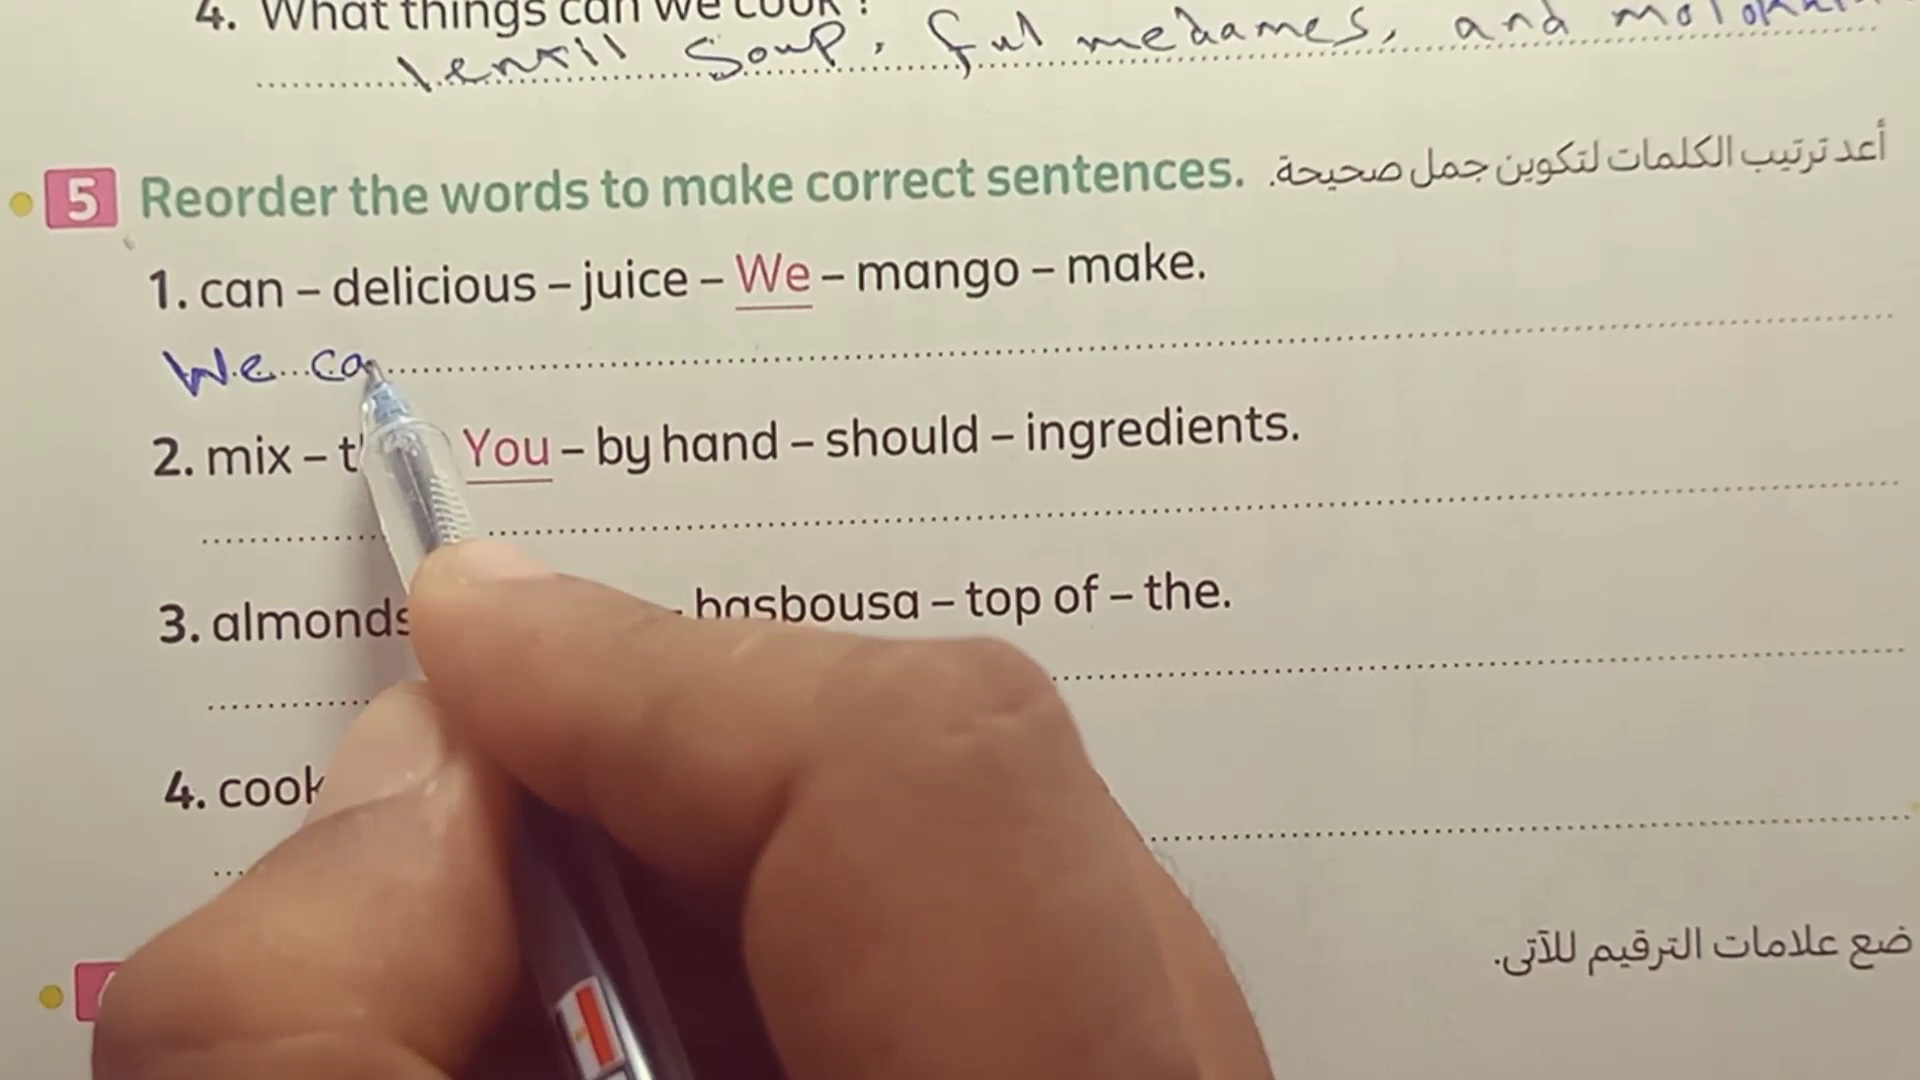 4. What things can we cook?
lentil soup, ful medames, and
5 Reorder the words to make correct sentences. أعد ترتيب الكلمات لتكوين جمل صحيحة.
1. can – delicious – juice – We – mango – make.
We ca
2. mix – You – by hand – should – ingredients.
3. almonds – basbousa – top of – the.
4. cook
ضع علامات الترقيم للآتى.